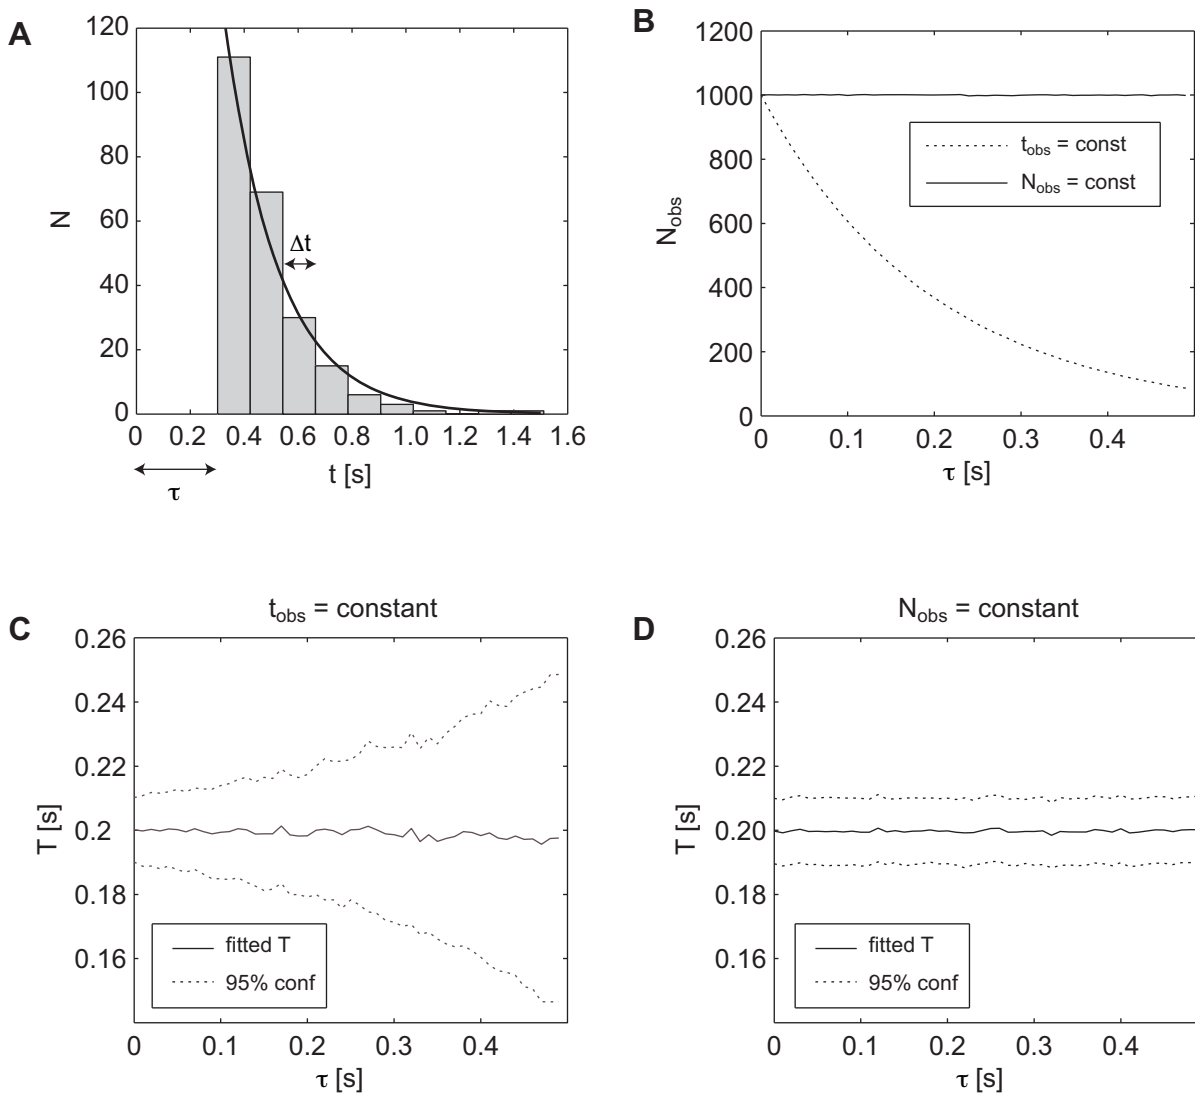 A
120
100
80
60
40
20
0
N
Δt
0 0.2 0.4 0.6 0.8 1.0 1.2 1.4 1.6
t [s]
τ
B
1200
1000
800
600
400
200
0
N_obs
t_obs = const
N_obs = const
0 0.1 0.2 0.3 0.4
τ [s]
C
t_obs = constant
0.26
0.24
0.22
0.20
0.18
0.16
T [s]
fitted T
95% conf
0 0.1 0.2 0.3 0.4
τ [s]
D
N_obs = constant
0.26
0.24
0.22
0.20
0.18
0.16
T [s]
fitted T
95% conf
0 0.1 0.2 0.3 0.4
τ [s]